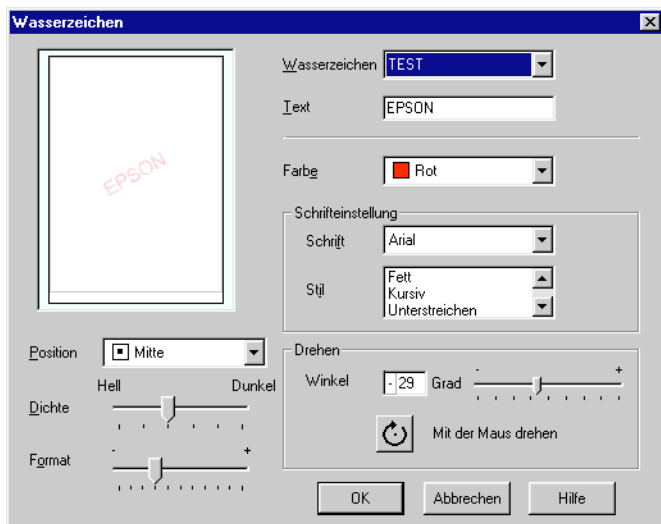 Wasserzeichen
EPSON
Wasserzeichen TEST
Text EPSON
Farbe Rot
Schrifteinstellung
Schrift Arial
Stil Fett
Kursiv
Unterstreichen
Position Mitte
Hell Dunkel
Dichte
Format - +
Drehen
Winkel - 29 Grad - +
Mit der Maus drehen
OK Abbrechen Hilfe